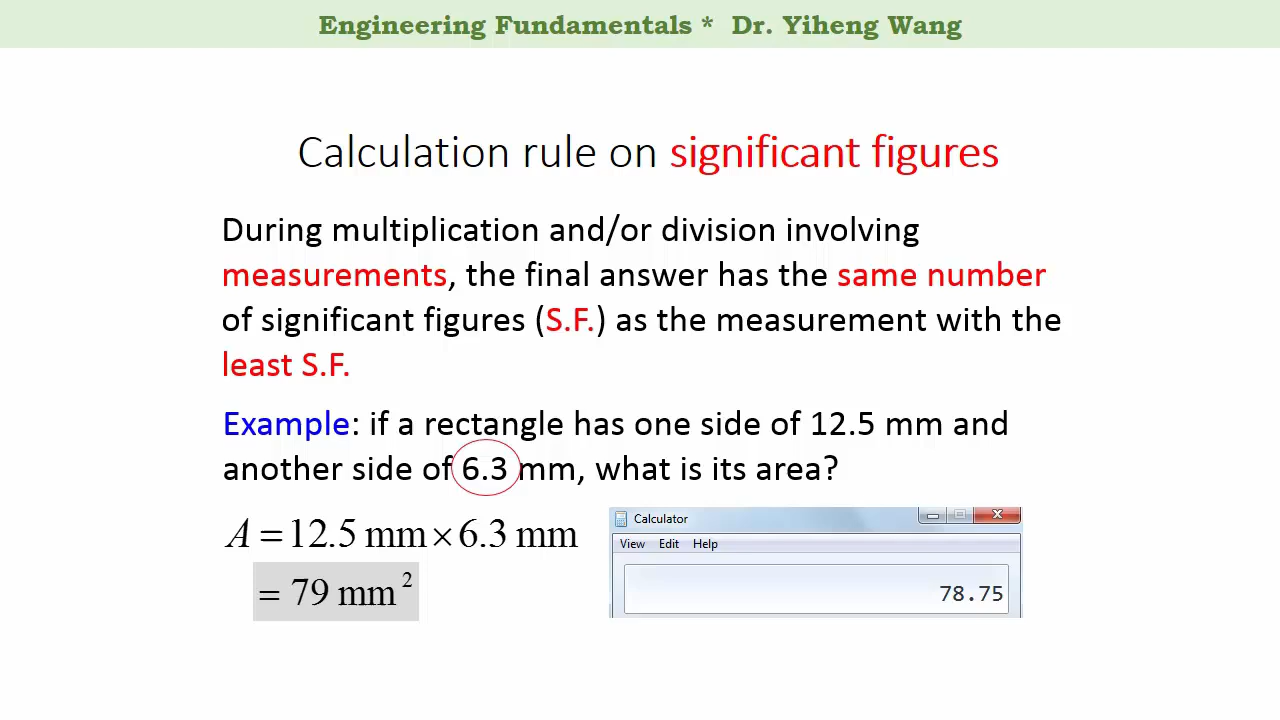 Engineering Fundamentals * Dr. Yiheng Wang
Calculation rule on significant figures
During multiplication and/or division involving
measurements, the final answer has the same number
of significant figures (S.F.) as the measurement with the
least S.F.
Example: if a rectangle has one side of 12.5 mm and
another side of 6.3 mm, what is its area?
A = 12.5 mm × 6.3 mm
= 79 mm²
Calculator
View Edit Help
78.75